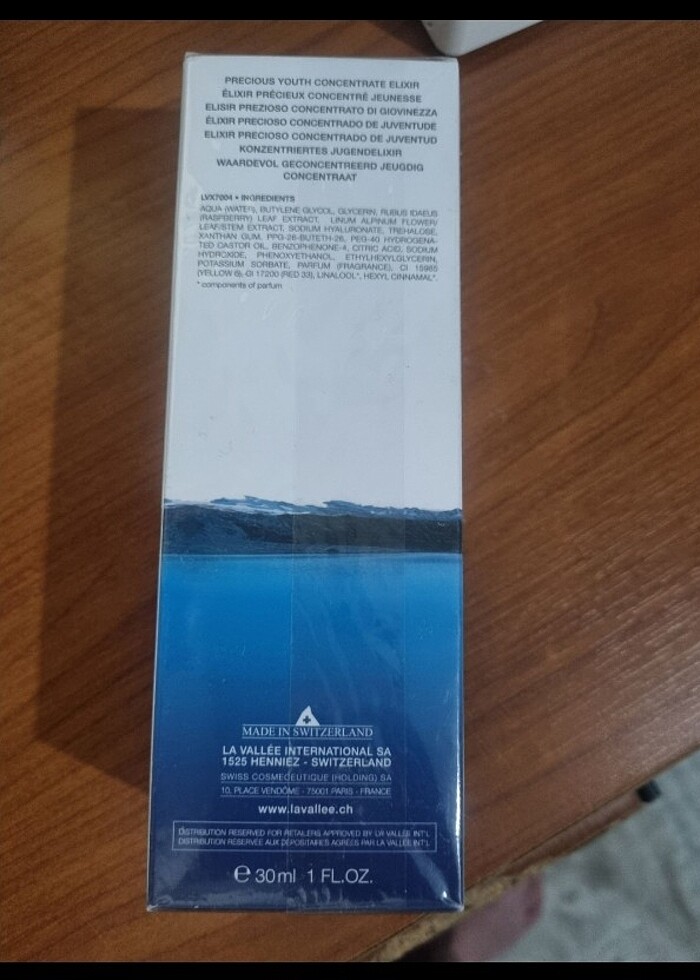 PRECIOUS YOUTH CONCENTRATE ELIXIR
ÉLIXIR PRÉCIEUX CONCENTRÉ JEUNESSE
ELISIR PREZIOSO CONCENTRATO DI GIOVINEZZA
ÉLIXIR PRECIOSO CONCENTRADO DE JUVENTUDE
ELIXIR PRECIOSO CONCENTRADO DE JUVENTUD
KONZENTRIERTES JUGENDELIXIR
WAARDEVOL GECONCENTREERD JEUGDIG
CONCENTRAAT
LVX7004 • INGREDIENTS
AQUA (WATER), BUTYLENE GLYCOL, GLYCERIN, RUBUS IDAEUS
(RASPBERRY) LEAF EXTRACT, LINUM ALPINUM FLOWER/
LEAF/STEM EXTRACT, SODIUM HYALURONATE, TREHALOSE,
XANTHAN GUM, PPG-26-BUTETH-26, PEG-40 HYDROGENA-
TED CASTOR OIL, BENZOPHENONE-4, CITRIC ACID, SODIUM
HYDROXIDE, PHENOXYETHANOL, ETHYLHEXYLGLYCERIN,
POTASSIUM SORBATE, PARFUM (FRAGRANCE), CI 15985
(YELLOW 6), CI 17200 (RED 33), LINALOOL*, HEXYL CINNAMAL*.
* components of parfum
MADE IN SWITZERLAND
LA VALLÉE INTERNATIONAL SA
1525 HENNIEZ - SWITZERLAND
SWISS COSMECEUTIQUE (HOLDING) SA
10, PLACE VENDÔME - 75001 PARIS - FRANCE
www.lavallee.ch
DISTRIBUTION RESERVED FOR RETAILERS APPROVED BY LA VALLÉE INT'L
DISTRIBUTION RÉSERVÉE AUX DÉPOSITAIRES AGRÉÉS PAR LA VALLÉE INT'L
e 30ml 1 FL.OZ.